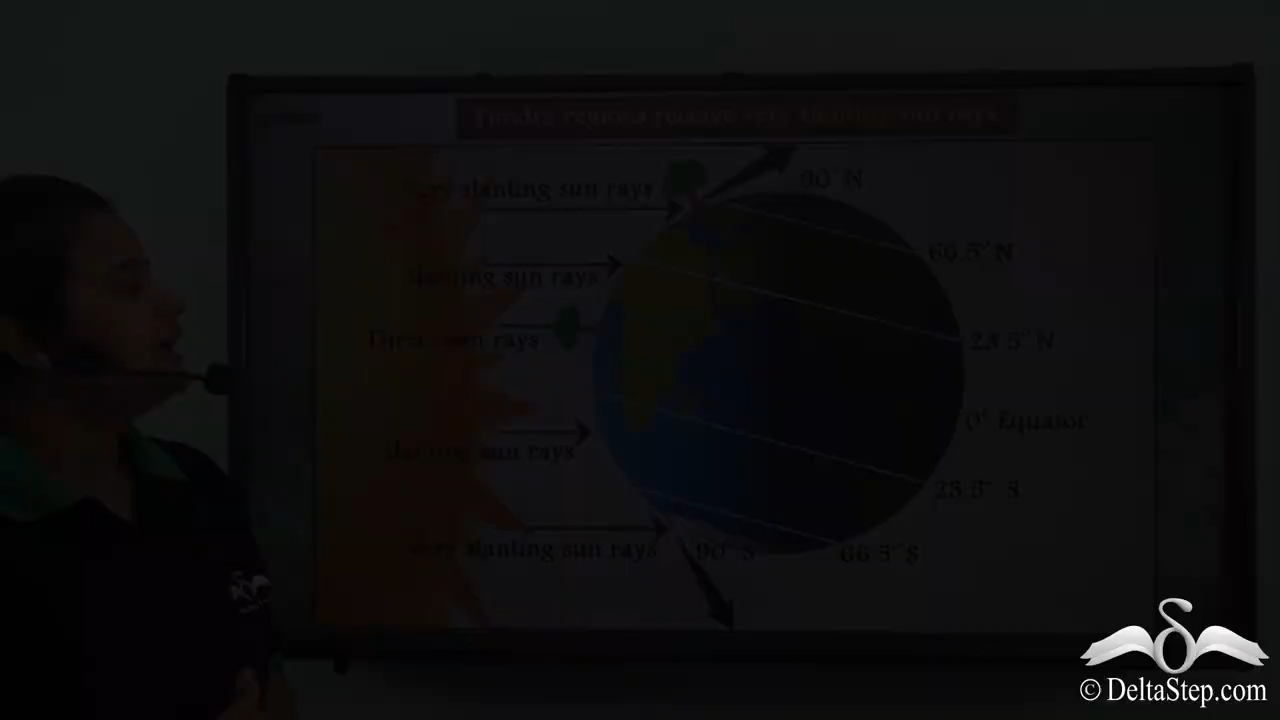 Tundra regions receive very slanting sun rays
Very slanting sun rays
90° N
66.5° N
slanting sun rays
Direct sun rays
23.5° N
0° Equator
slanting sun rays
23.5° S
Very slanting sun rays
90° S
66.5° S
© DeltaStep.com